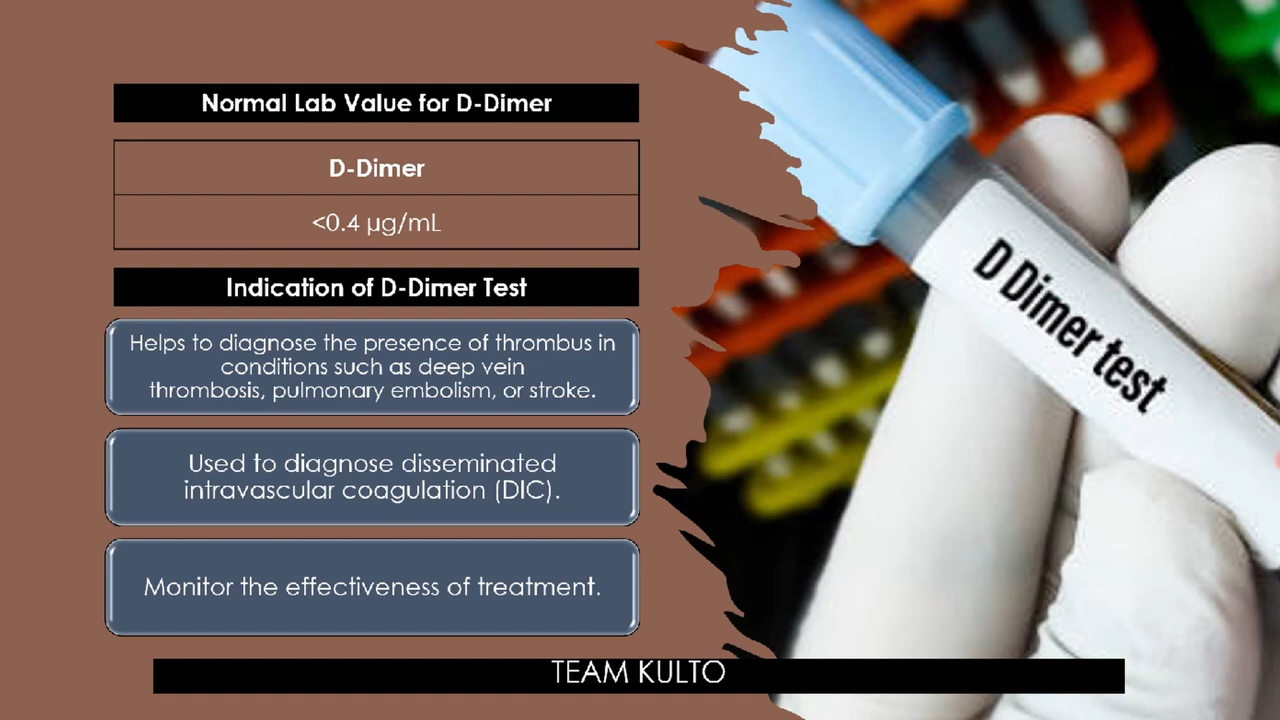 Normal Lab Value for D-Dimer
D-Dimer
<0.4 µg/mL
Indication of D-Dimer Test
Helps to diagnose the presence of thrombus in
conditions such as deep vein
thrombosis, pulmonary embolism, or stroke.
Used to diagnose disseminated
intravascular coagulation (DIC).
Monitor the effectiveness of treatment.
D Dimer test
TEAM KULTO